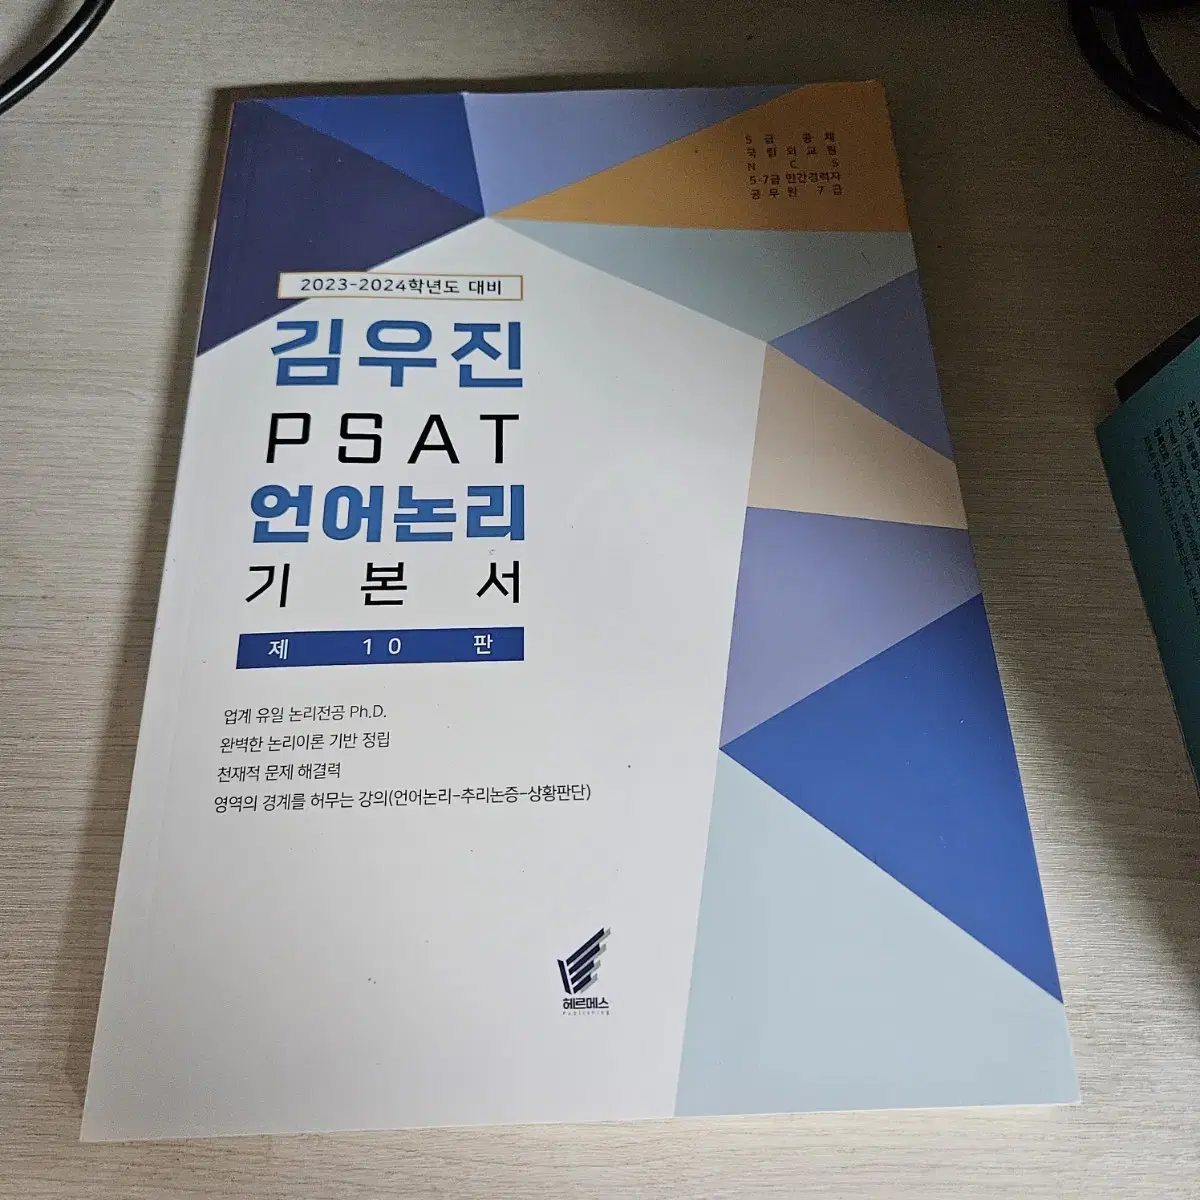 5급 공채
국립외교원
NCS
5·7급 민간경력자
공무원 7급
2023-2024학년도 대비
김우진
PSAT
언어논리
기본서
제10판
업계 유일 논리전공 Ph.D.
완벽한 논리이론 기반 정립
천재적 문제 해결력
영역의 경계를 허무는 강의(언어논리-추리논증-상황판단)
헤르메스
Publishing